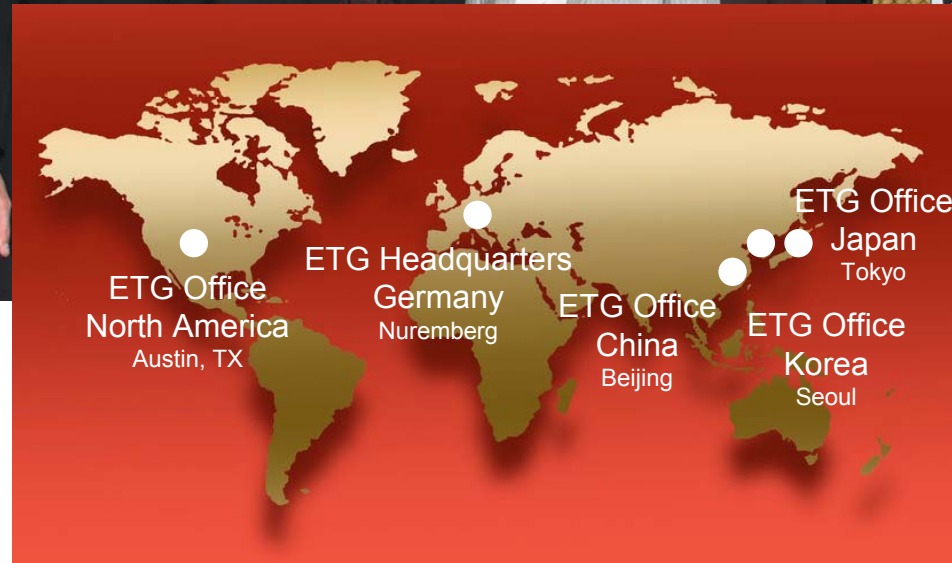 ETG Office
North America
Austin, TX
ETG Headquarters
Germany
Nuremberg
ETG Office
China
Beijing
ETG Office
Japan
Tokyo
ETG Office
Korea
Seoul